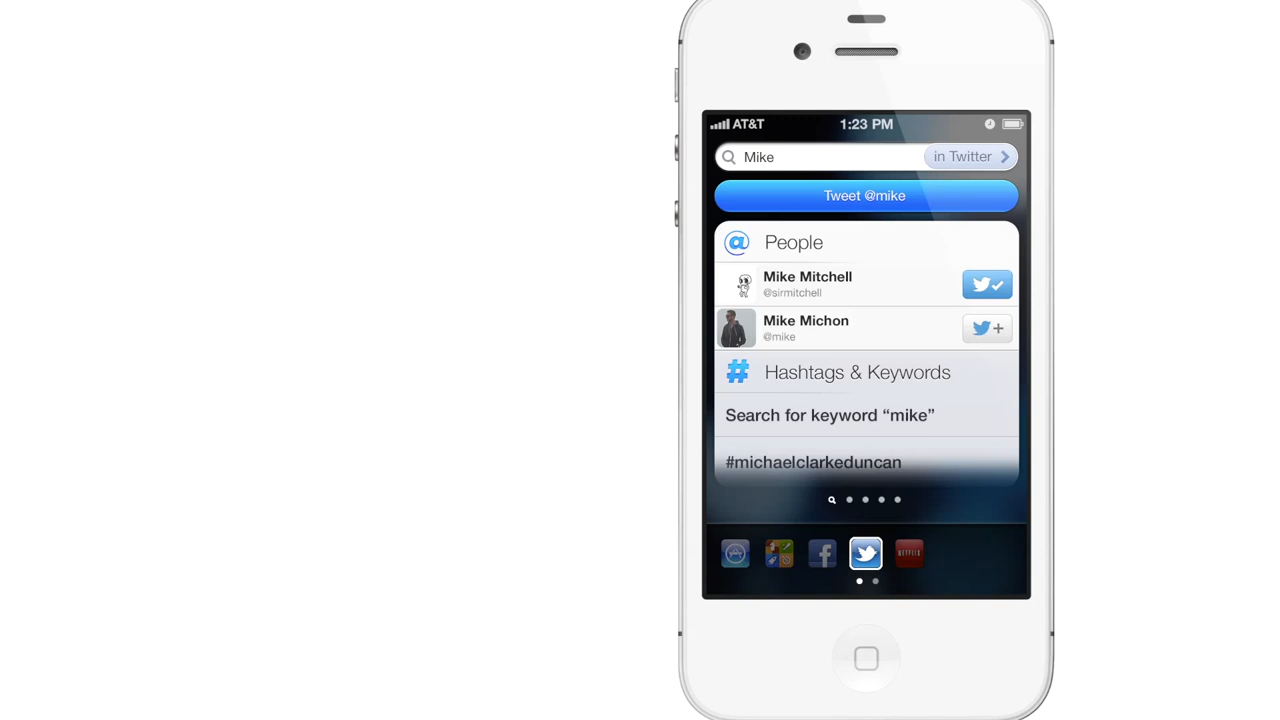 AT&T
1:23 PM
Mike
in Twitter
Tweet @mike
@ People
Mike Mitchell
@sirmitchell
Mike Michon
@mike
# Hashtags & Keywords
Search for keyword “mike”
#michaelclarkeduncan
NETFLIX